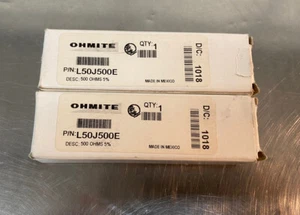 OHMITE QTY: 1 D/C: 1018
P/N: L50J500E
DESC: 500 OHMS 5% MADE IN MEXICO
OHMITE QTY: 1 D/C: 1018
P/N: L50J500E
DESC: 500 OHMS 5% MADE IN MEXICO